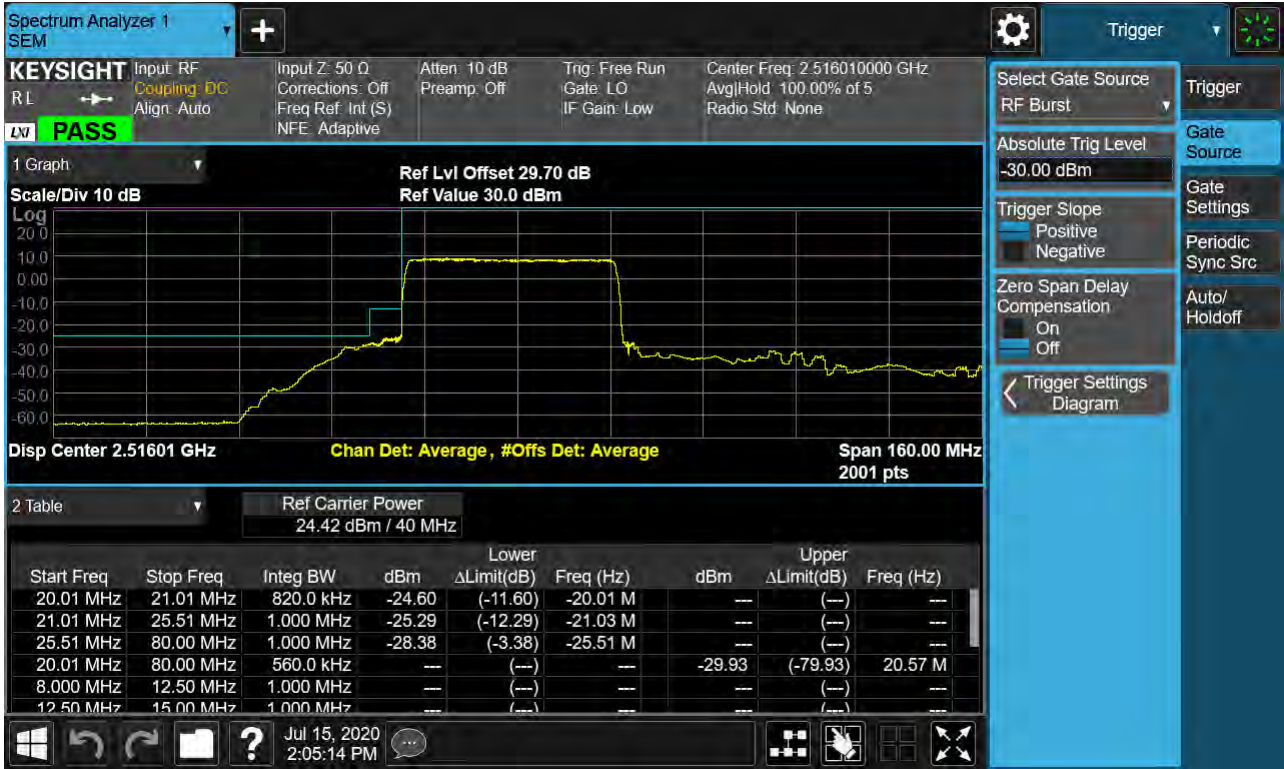 Spectrum Analyzer 1
SEM
Trigger
KEYSIGHT
Input: RF
Coupling: DC
Align: Auto
Input Z: 50 Ω
Corrections: Off
Freq Ref: Int (S)
NFE: Adaptive
Atten: 10 dB
Preamp: Off
Trig: Free Run
Gate: LO
IF Gain: Low
Center Freq: 2.516010000 GHz
Avg|Hold: 100.00% of 5
Radio Std: None
R L
LXI PASS
1 Graph
Scale/Div 10 dB
Ref Lvl Offset 29.70 dB
Ref Value 30.0 dBm
Log
20.0
10.0
0.00
-10.0
-20.0
-30.0
-40.0
-50.0
-60.0
Disp Center 2.51601 GHz
Chan Det: Average, #Offs Det: Average
Span 160.00 MHz
2001 pts
2 Table
Ref Carrier Power
24.42 dBm / 40 MHz
Lower Upper
Start Freq Stop Freq Integ BW dBm ΔLimit(dB) Freq (Hz) dBm ΔLimit(dB) Freq (Hz)
20.01 MHz 21.01 MHz 820.0 kHz -24.60 (-11.60) -20.01 M --- (---) ---
21.01 MHz 25.51 MHz 1.000 MHz -25.29 (-12.29) -21.03 M --- (---) ---
25.51 MHz 80.00 MHz 1.000 MHz -28.38 (-3.38) -25.51 M --- (---) ---
20.01 MHz 80.00 MHz 560.0 kHz --- (---) --- -29.93 (-79.93) 20.57 M
8.000 MHz 12.50 MHz 1.000 MHz --- (---) --- --- (---) ---
12.50 MHz 15.00 MHz 1.000 MHz --- (---) --- --- (---) ---
Select Gate Source
RF Burst
Absolute Trig Level
-30.00 dBm
Trigger Slope
Positive
Negative
Zero Span Delay
Compensation
On
Off
Trigger Settings
Diagram
Trigger
Gate
Source
Gate
Settings
Periodic
Sync Src
Auto/
Holdoff
Jul 15, 2020
2:05:14 PM